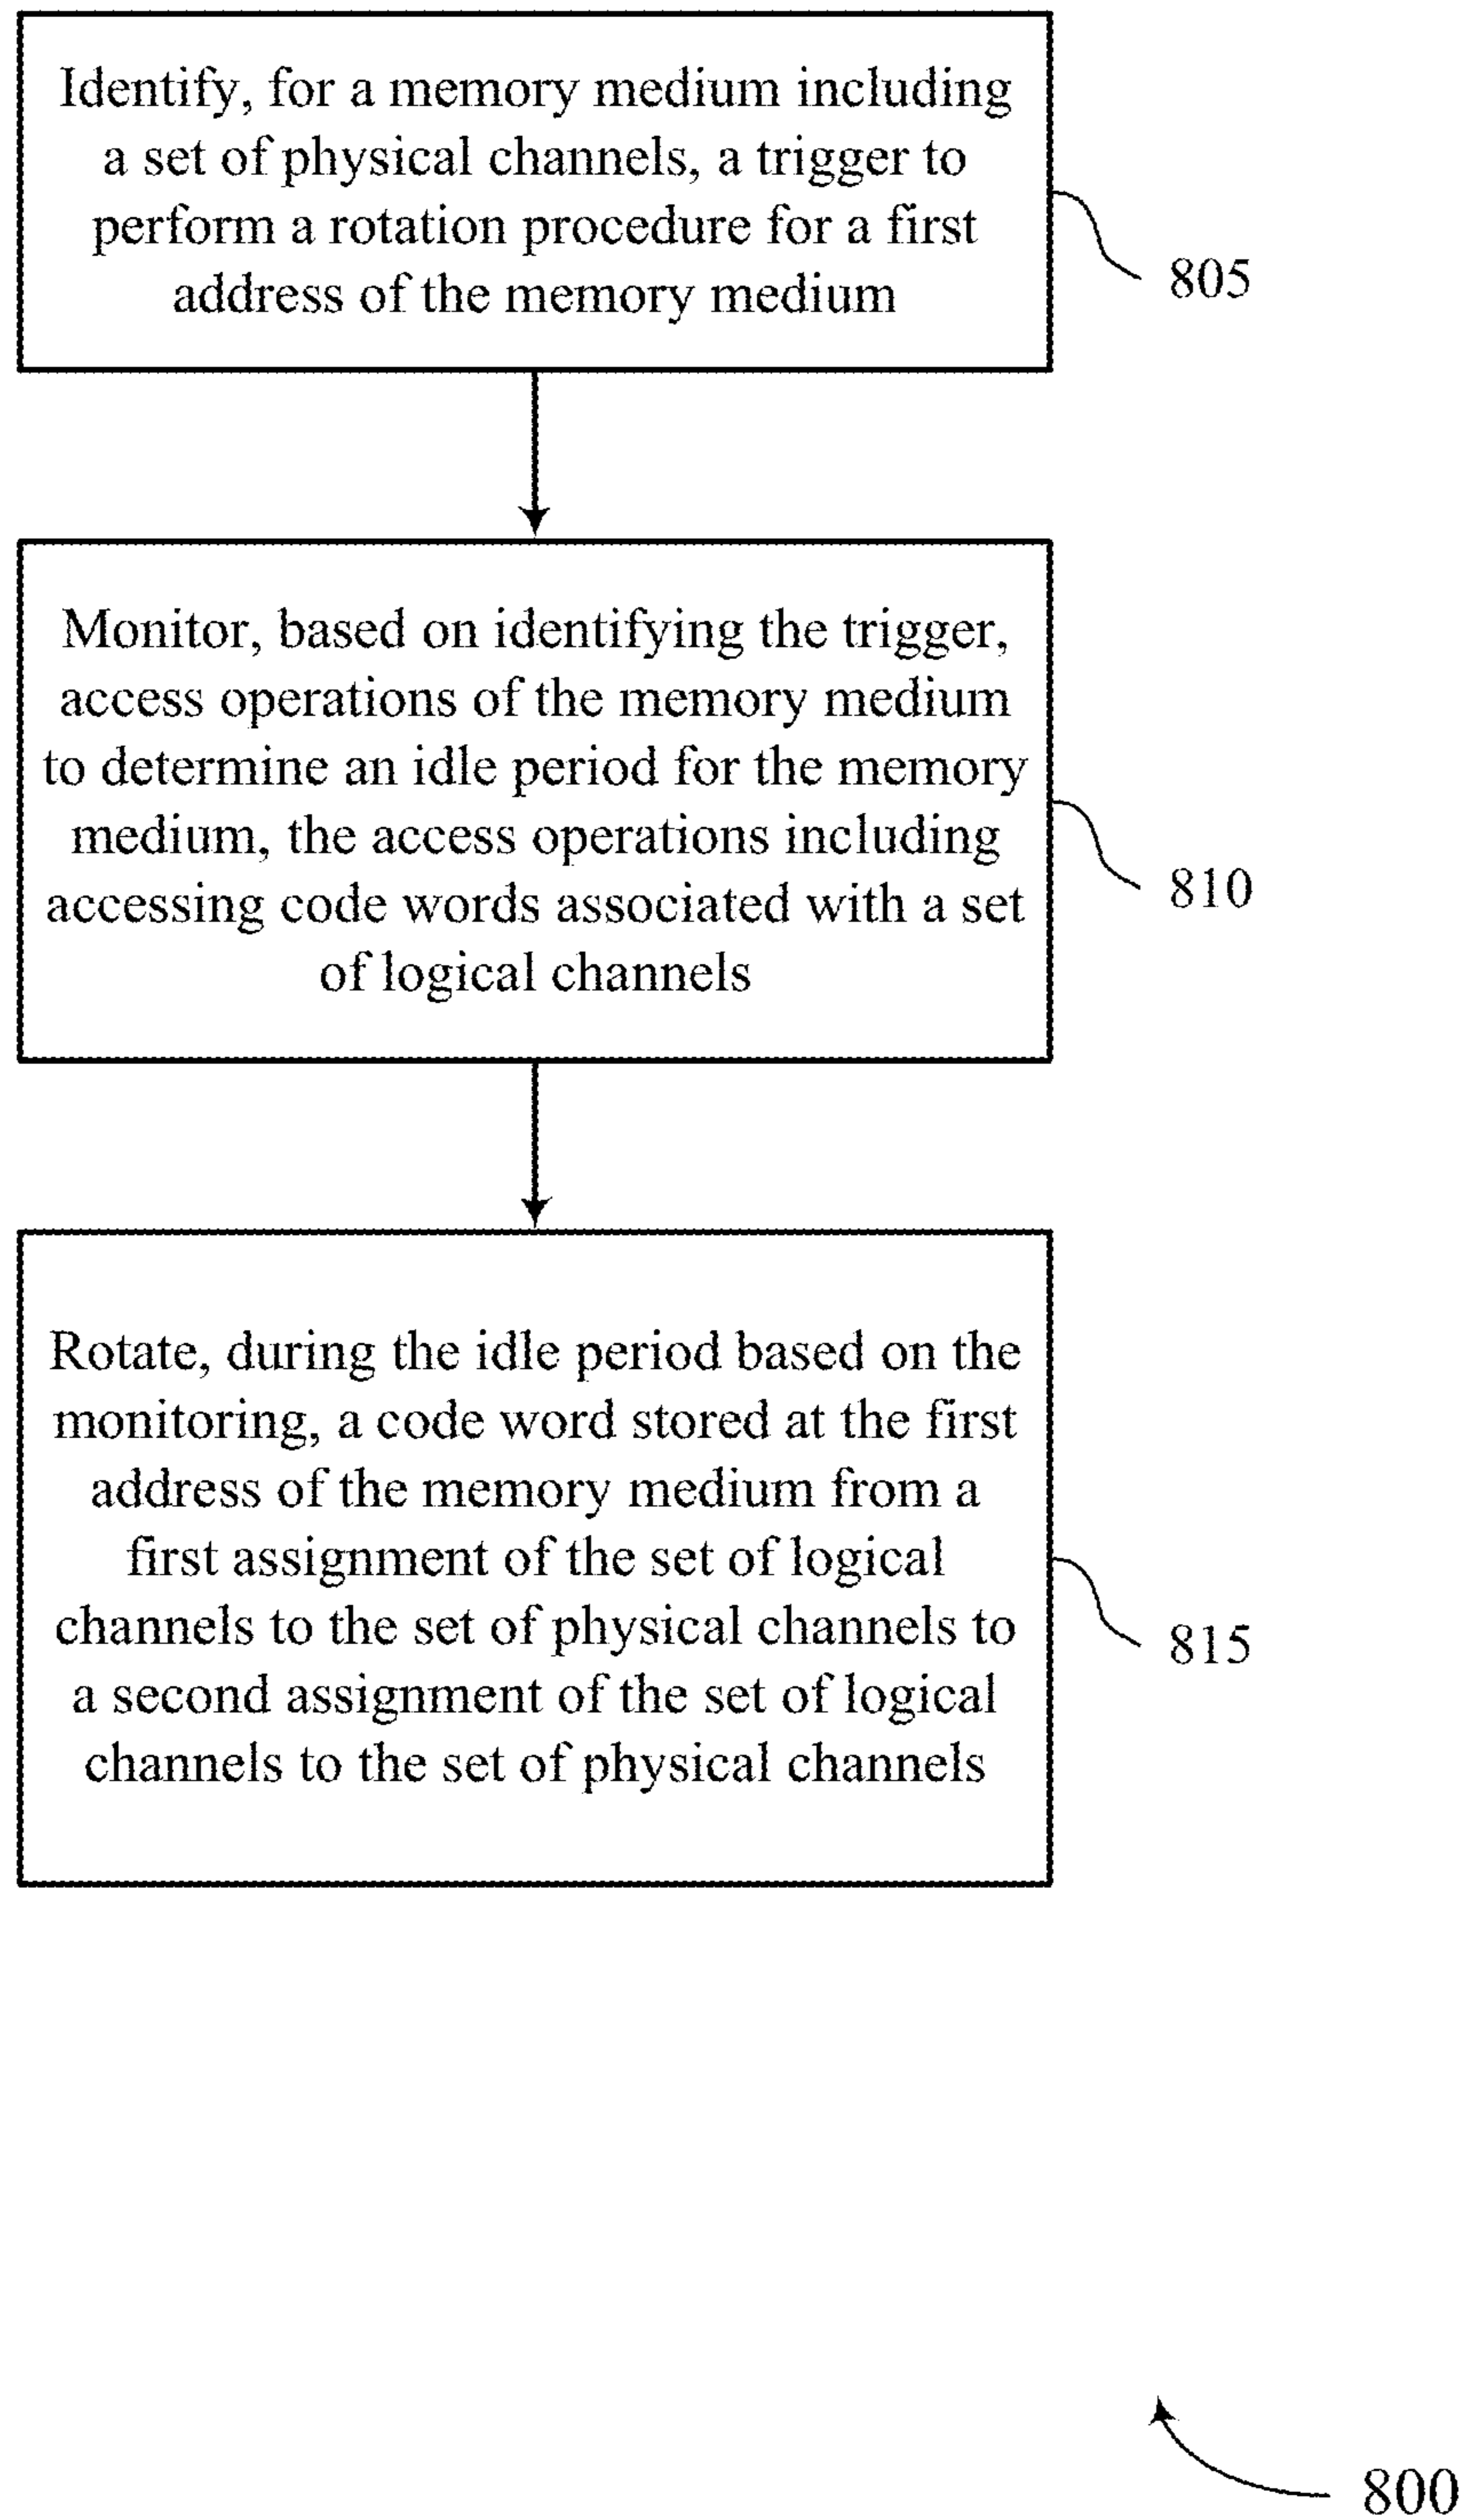 Identify, for a memory medium including
a set of physical channels, a trigger to
perform a rotation procedure for a first
address of the memory medium
805
Monitor, based on identifying the trigger,
access operations of the memory medium
to determine an idle period for the memory
medium, the access operations including
accessing code words associated with a set
of logical channels
810
Rotate, during the idle period based on the
monitoring, a code word stored at the first
address of the memory medium from a
first assignment of the set of logical
channels to the set of physical channels to
a second assignment of the set of logical
channels to the set of physical channels
815
800